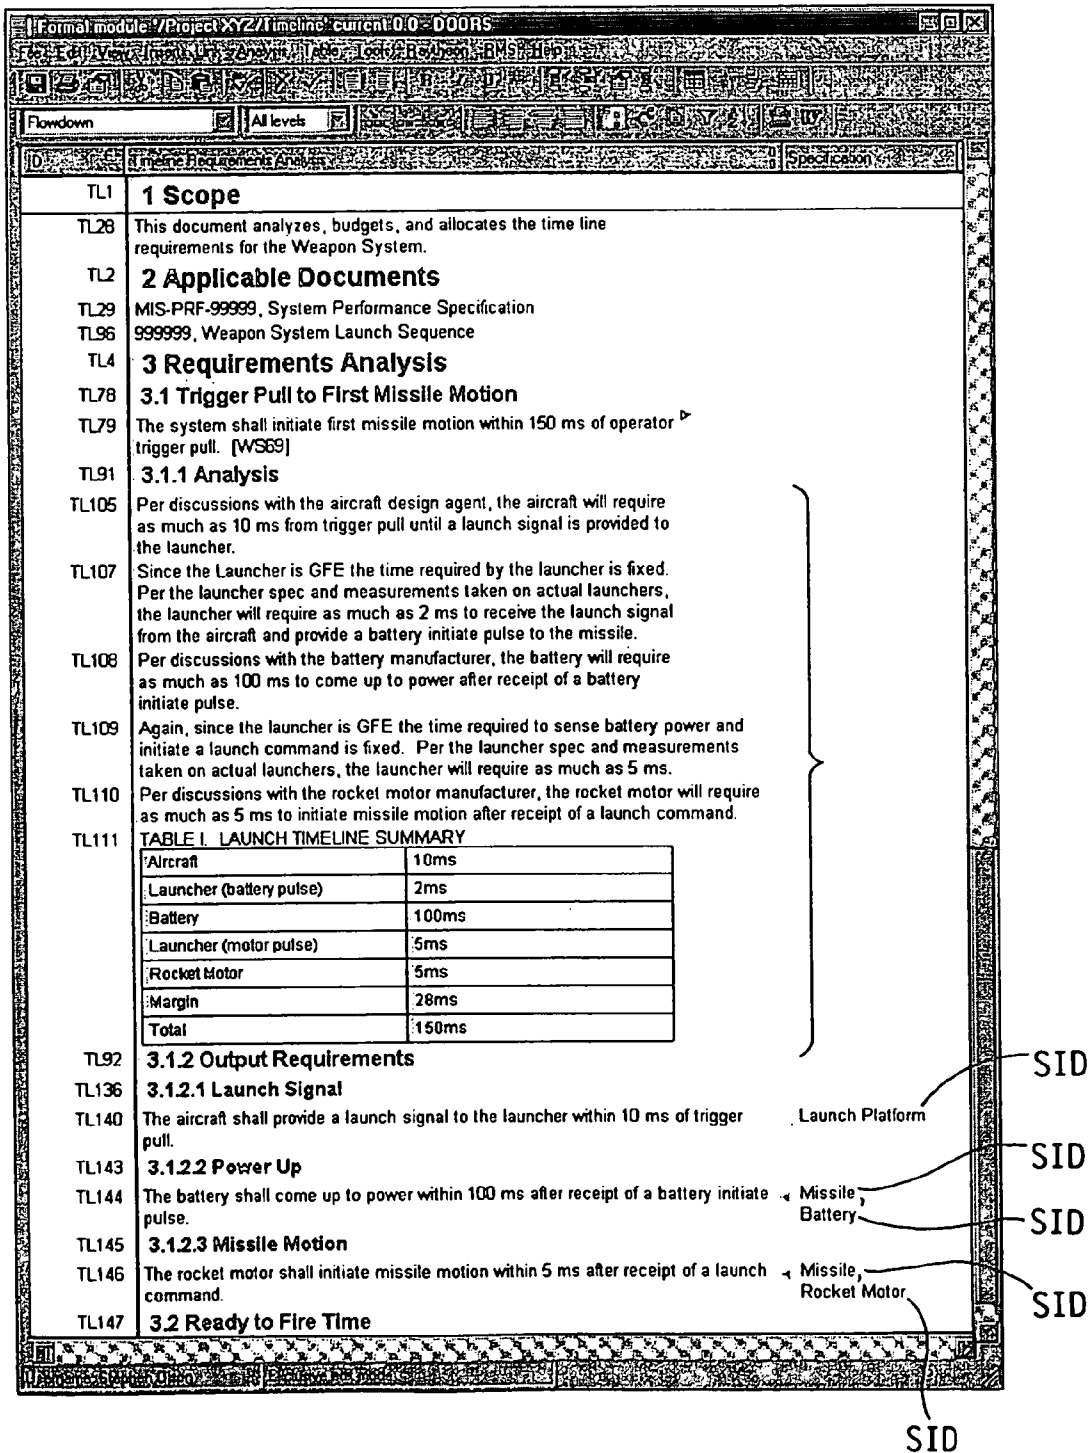 Formal module '/Project XYZ/Timeline' current 0.0 - DOORS
File Edit View Insert Link Analysis Table Tools Raytheon RMS Help
Flowdown All levels
ID Timeline Requirements Analysis Specification
TL1 1 Scope
TL28 This document analyzes, budgets, and allocates the time line
requirements for the Weapon System.
TL2 2 Applicable Documents
TL29 MIS-PRF-99999, System Performance Specification
TL96 999999, Weapon System Launch Sequence
TL4 3 Requirements Analysis
TL78 3.1 Trigger Pull to First Missile Motion
TL79 The system shall initiate first missile motion within 150 ms of operator
trigger pull. [WS69]
TL91 3.1.1 Analysis
TL105 Per discussions with the aircraft design agent, the aircraft will require
as much as 10 ms from trigger pull until a launch signal is provided to
the launcher.
TL107 Since the Launcher is GFE the time required by the launcher is fixed.
Per the launcher spec and measurements taken on actual launchers,
the launcher will require as much as 2 ms to receive the launch signal
from the aircraft and provide a battery initiate pulse to the missile.
TL108 Per discussions with the battery manufacturer, the battery will require
as much as 100 ms to come up to power after receipt of a battery
initiate pulse.
TL109 Again, since the launcher is GFE the time required to sense battery power and
initiate a launch command is fixed. Per the launcher spec and measurements
taken on actual launchers, the launcher will require as much as 5 ms.
TL110 Per discussions with the rocket motor manufacturer, the rocket motor will require
as much as 5 ms to initiate missile motion after receipt of a launch command.
TL111 TABLE I. LAUNCH TIMELINE SUMMARY
Aircraft 10ms
Launcher (battery pulse) 2ms
Battery 100ms
Launcher (motor pulse) 5ms
Rocket Motor 5ms
Margin 28ms
Total 150ms
TL92 3.1.2 Output Requirements
SID
TL136 3.1.2.1 Launch Signal
TL140 The aircraft shall provide a launch signal to the launcher within 10 ms of trigger Launch Platform
pull.
SID
TL143 3.1.2.2 Power Up
TL144 The battery shall come up to power within 100 ms after receipt of a battery initiate Missile,
pulse. Battery SID
TL145 3.1.2.3 Missile Motion
TL146 The rocket motor shall initiate missile motion within 5 ms after receipt of a launch Missile,
command. Rocket Motor SID
TL147 3.2 Ready to Fire Time
SID